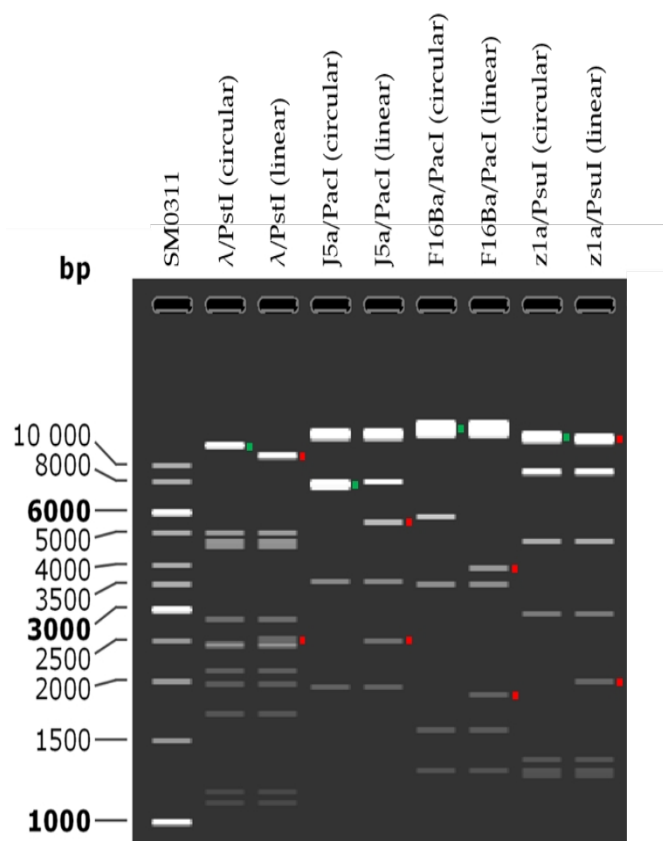 SM0311
λ/PstI (circular)
λ/PstI (linear)
J5a/PacI (circular)
J5a/PacI (linear)
F16Ba/PacI (circular)
F16Ba/PacI (linear)
z1a/PsuI (circular)
z1a/PsuI (linear)
bp
10 000
8000
6000
5000
4000
3500
3000
2500
2000
1500
1000